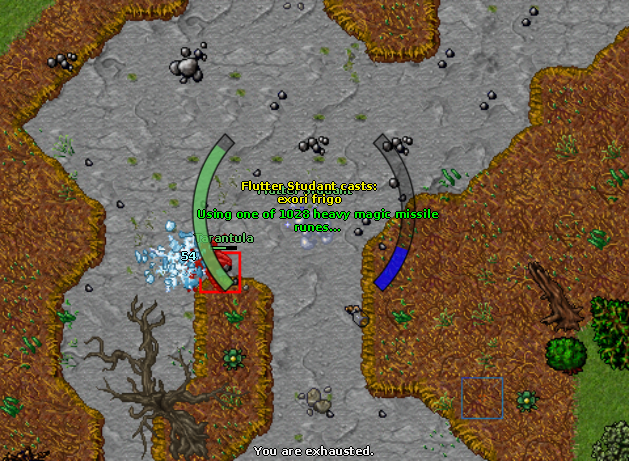 Flutter Studant casts:
exori frigo
Using one of 1028 heavy magic missile
runes...
Tarantula
54
You are exhausted.